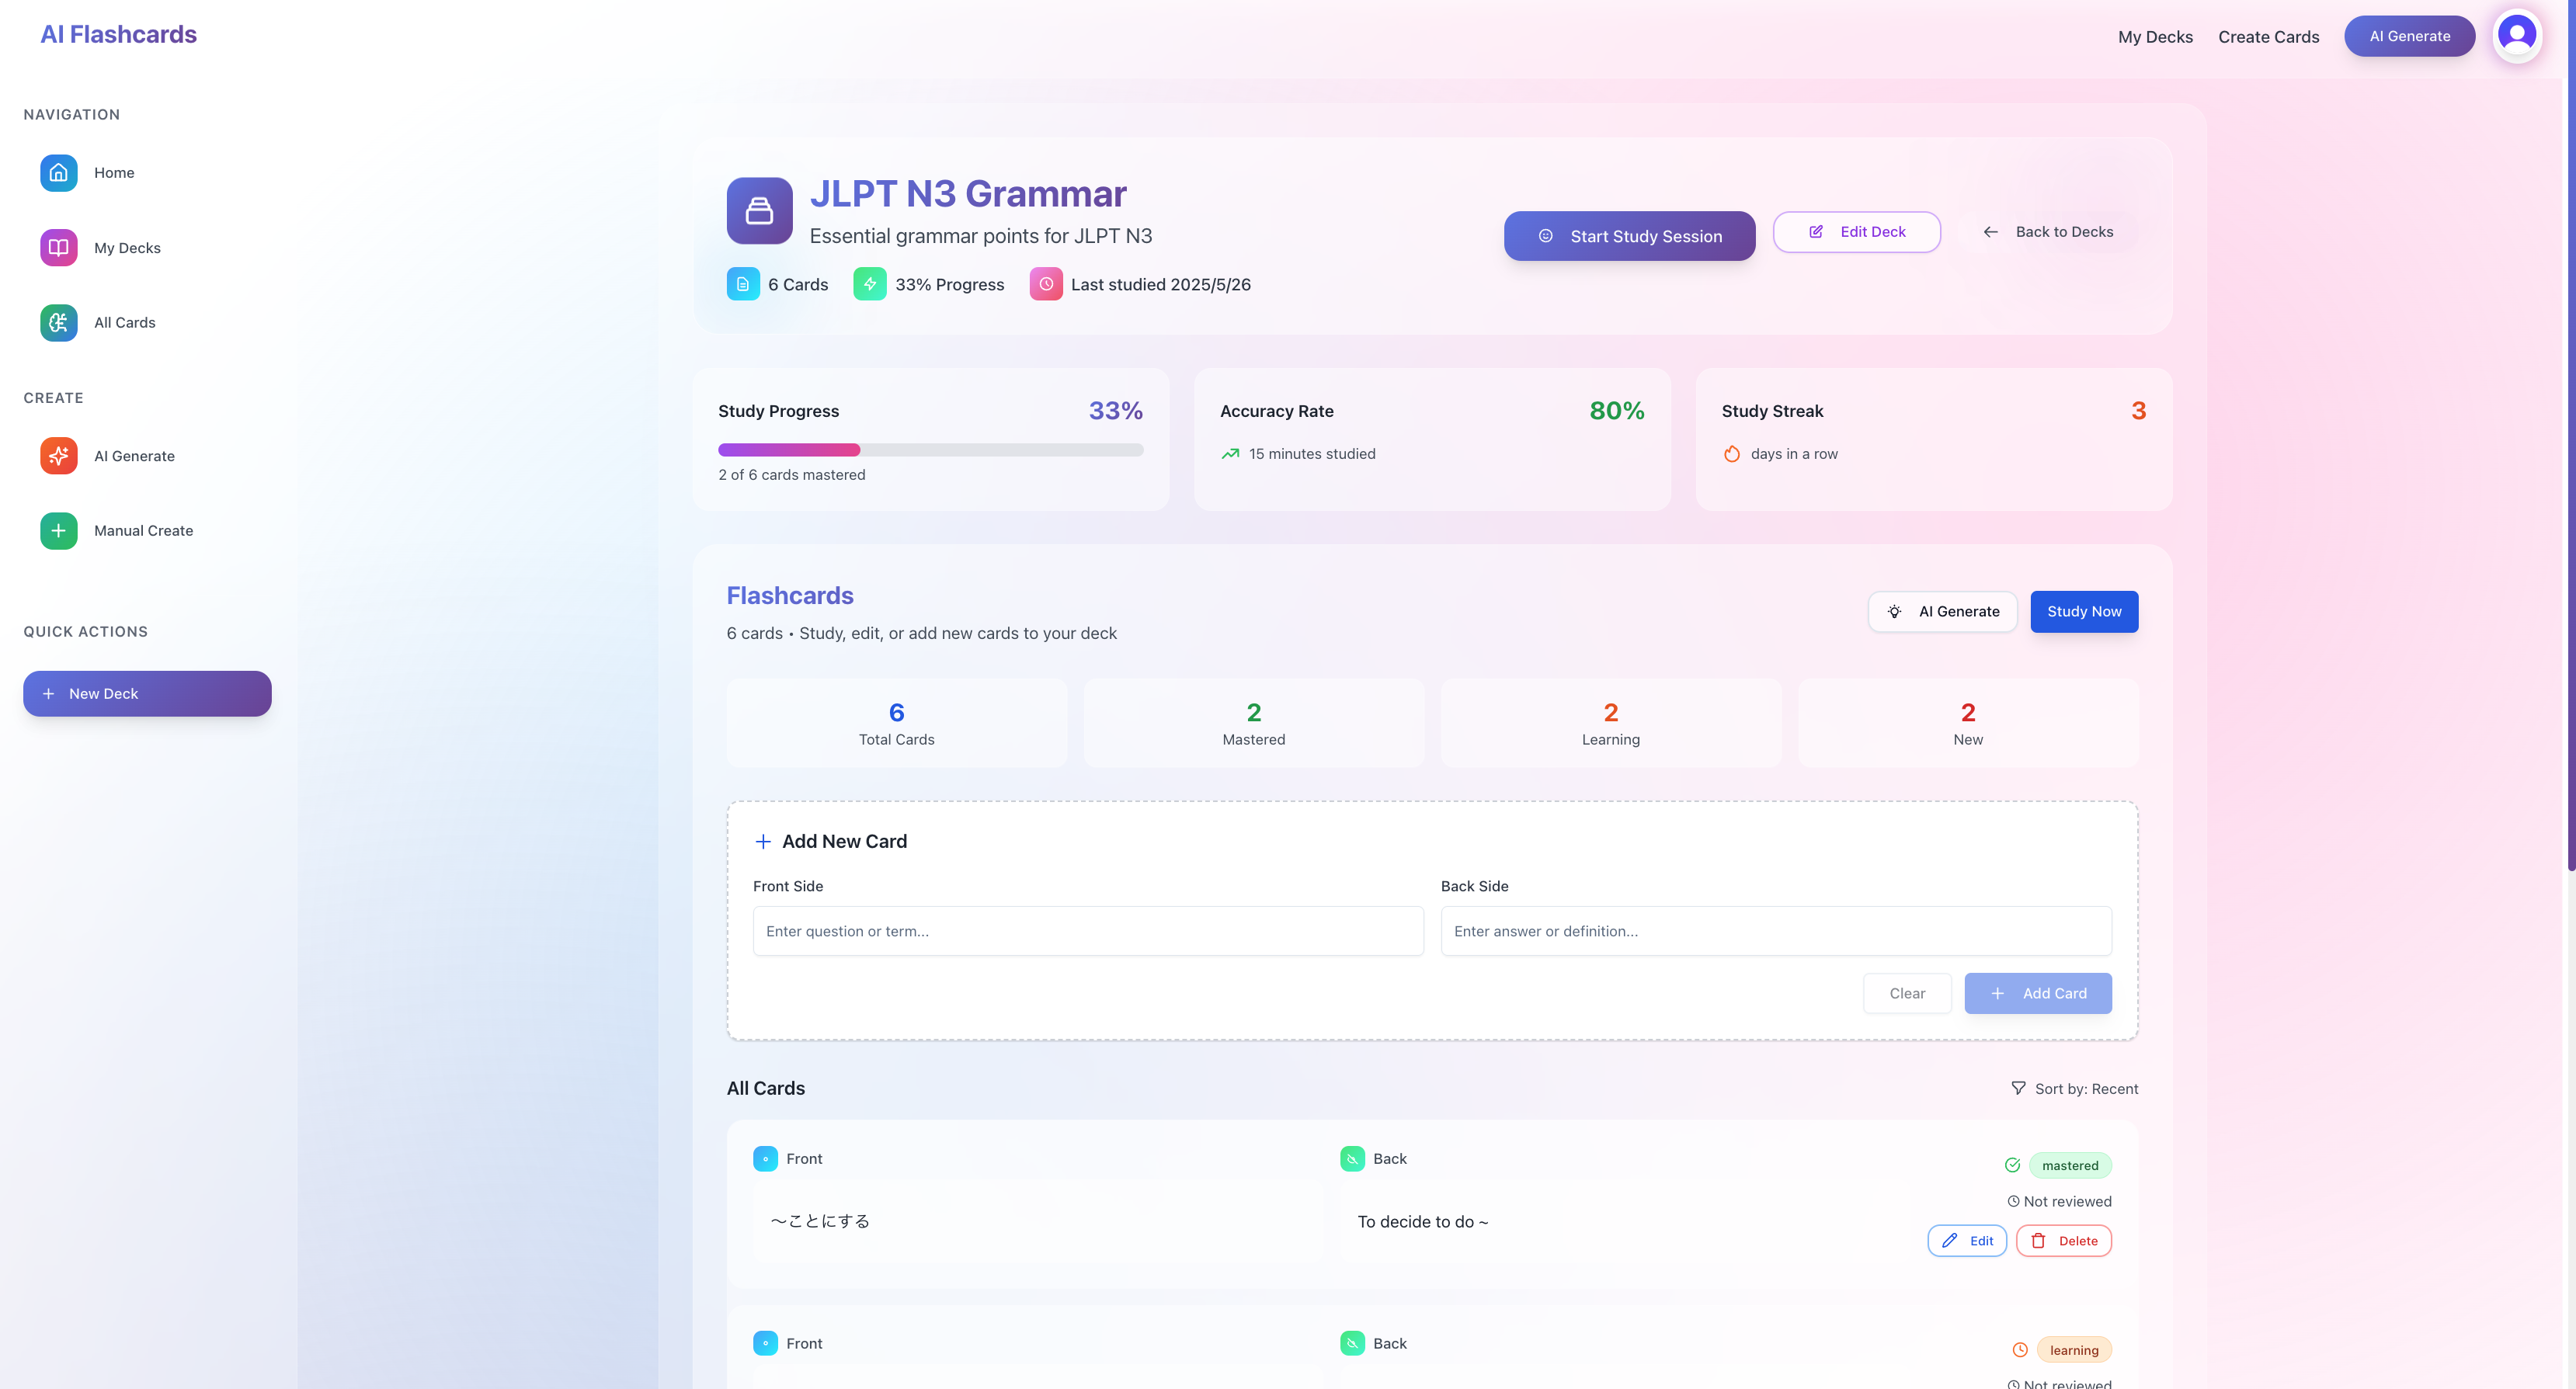 AI Flashcards
My Decks
Create Cards
AI Generate
NAVIGATION
Home
My Decks
All Cards
CREATE
AI Generate
Manual Create
QUICK ACTIONS
New Deck
JLPT N3 Grammar
Essential grammar points for JLPT N3
6 Cards
33% Progress
Last studied 2025/5/26
Start Study Session
Edit Deck
Back to Decks
Study Progress
33%
2 of 6 cards mastered
Accuracy Rate
80%
15 minutes studied
Study Streak
3
days in a row
Flashcards
6 cards • Study, edit, or add new cards to your deck
AI Generate
Study Now
6
Total Cards
2
Mastered
2
Learning
2
New
Add New Card
Front Side
Enter question or term...
Back Side
Enter answer or definition...
Clear
Add Card
All Cards
Sort by: Recent
Front
～ことにする
Back
To decide to do ~
mastered
Not reviewed
Edit
Delete
Front
Back
learning
Not reviewed